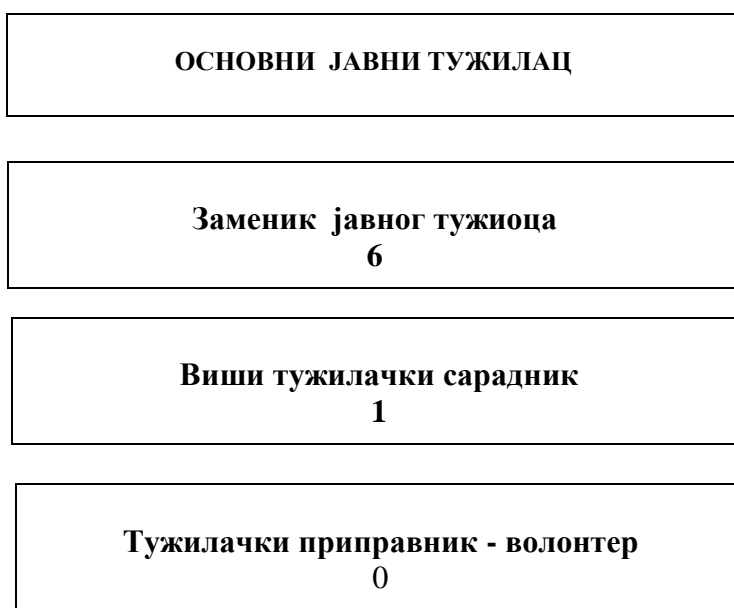 ОСНОВНИ ЈАВНИ ТУЖИЛАЦ
Заменик јавног тужиоца
6
Виши тужилачки сарадник
1
Тужилачки приправник - волонтер
0